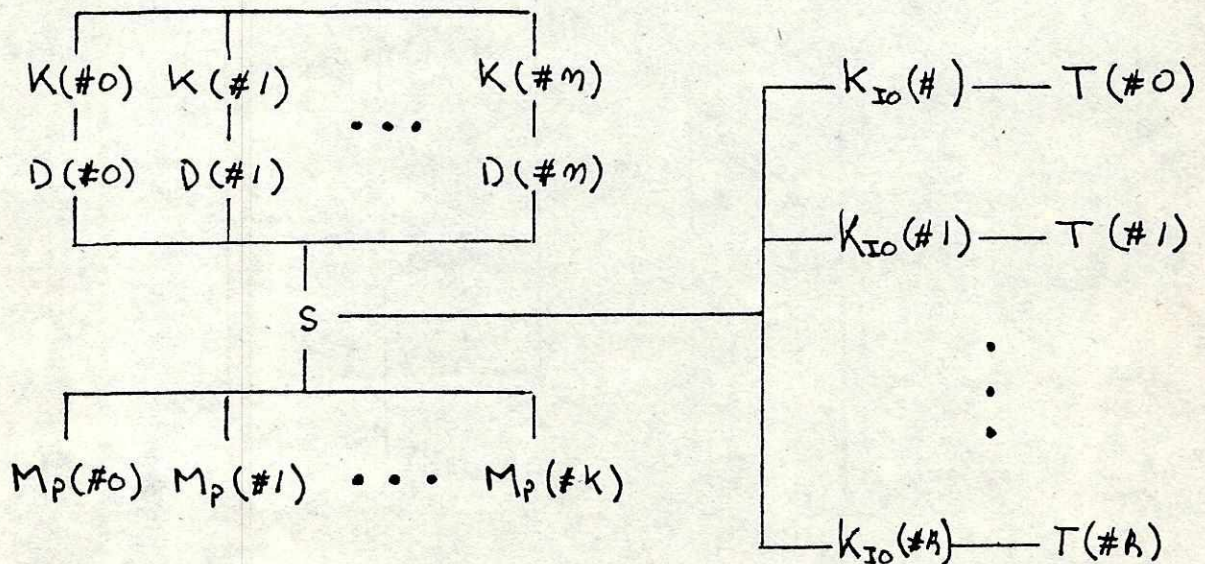 K(#0) K(#1) • • • K(#n)
D(#0) D(#1) D(#n)
S
Mp(#0) Mp(#1) • • • Mp(#K)
KIO(#) T(#0)
KIO(#1) T(#1)
KIO(#R) T(#R)